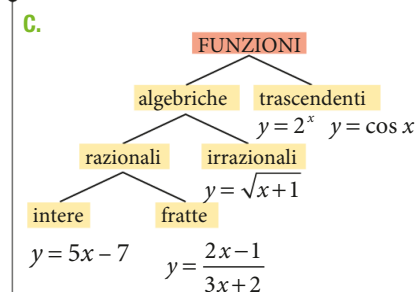 C.
FUNZIONI
algebriche trascendenti
y = 2^x y = cos x
razionali irrazionali
y = √(x+1)
intere fratte
y = 5x – 7 y = (2x – 1)/(3x + 2)